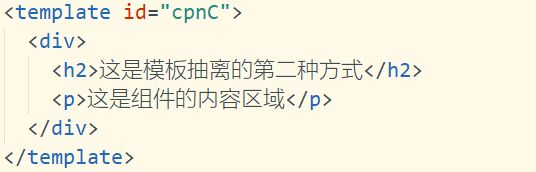 <template id="cpnC">
<div>
<h2>这是模板抽离的第二种方式</h2>
<p>这是组件的内容区域</p>
</div>
</template>